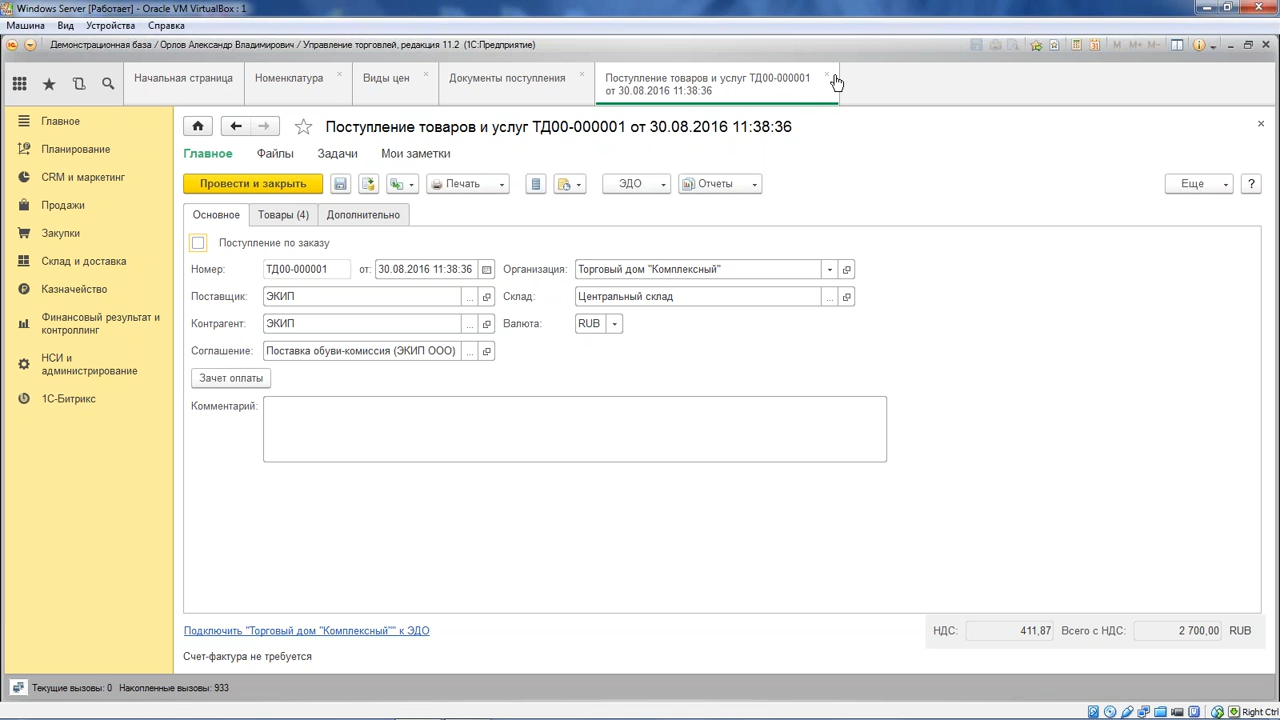 Windows Server [Работает] - Oracle VM VirtualBox : 1
Машина Вид Устройства Справка
Демонстрационная база / Орлов Александр Владимирович / Управление торговлей, редакция 11.2 (1С:Предприятие)
M M+ M-
Начальная страница
Номенклатура
Виды цен
Документы поступления
Поступление товаров и услуг ТД00-000001
от 30.08.2016 11:38:36
Главное
Планирование
CRM и маркетинг
Продажи
Закупки
Склад и доставка
Казначейство
Финансовый результат и
контроллинг
НСИ и
администрирование
1С-Битрикс
Поступление товаров и услуг ТД00-000001 от 30.08.2016 11:38:36
Главное Файлы Задачи Мои заметки
Провести и закрыть Печать ЭДО Отчеты Еще ?
Основное Товары (4) Дополнительно
Поступление по заказу
Номер: ТД00-000001 от: 30.08.2016 11:38:36 Организация: Торговый дом "Комплексный"
Поставщик: ЭКИП ... Склад: Центральный склад ...
Контрагент: ЭКИП ... Валюта: RUB
Соглашение: Поставка обуви-комиссия (ЭКИП ООО) ...
Зачет оплаты
Комментарий:
Подключить "Торговый дом "Комплексный"" к ЭДО
НДС: 411,87 Всего с НДС: 2 700,00 RUB
Счет-фактура не требуется
Текущие вызовы: 0 Накопленные вызовы: 933
Right Ctrl